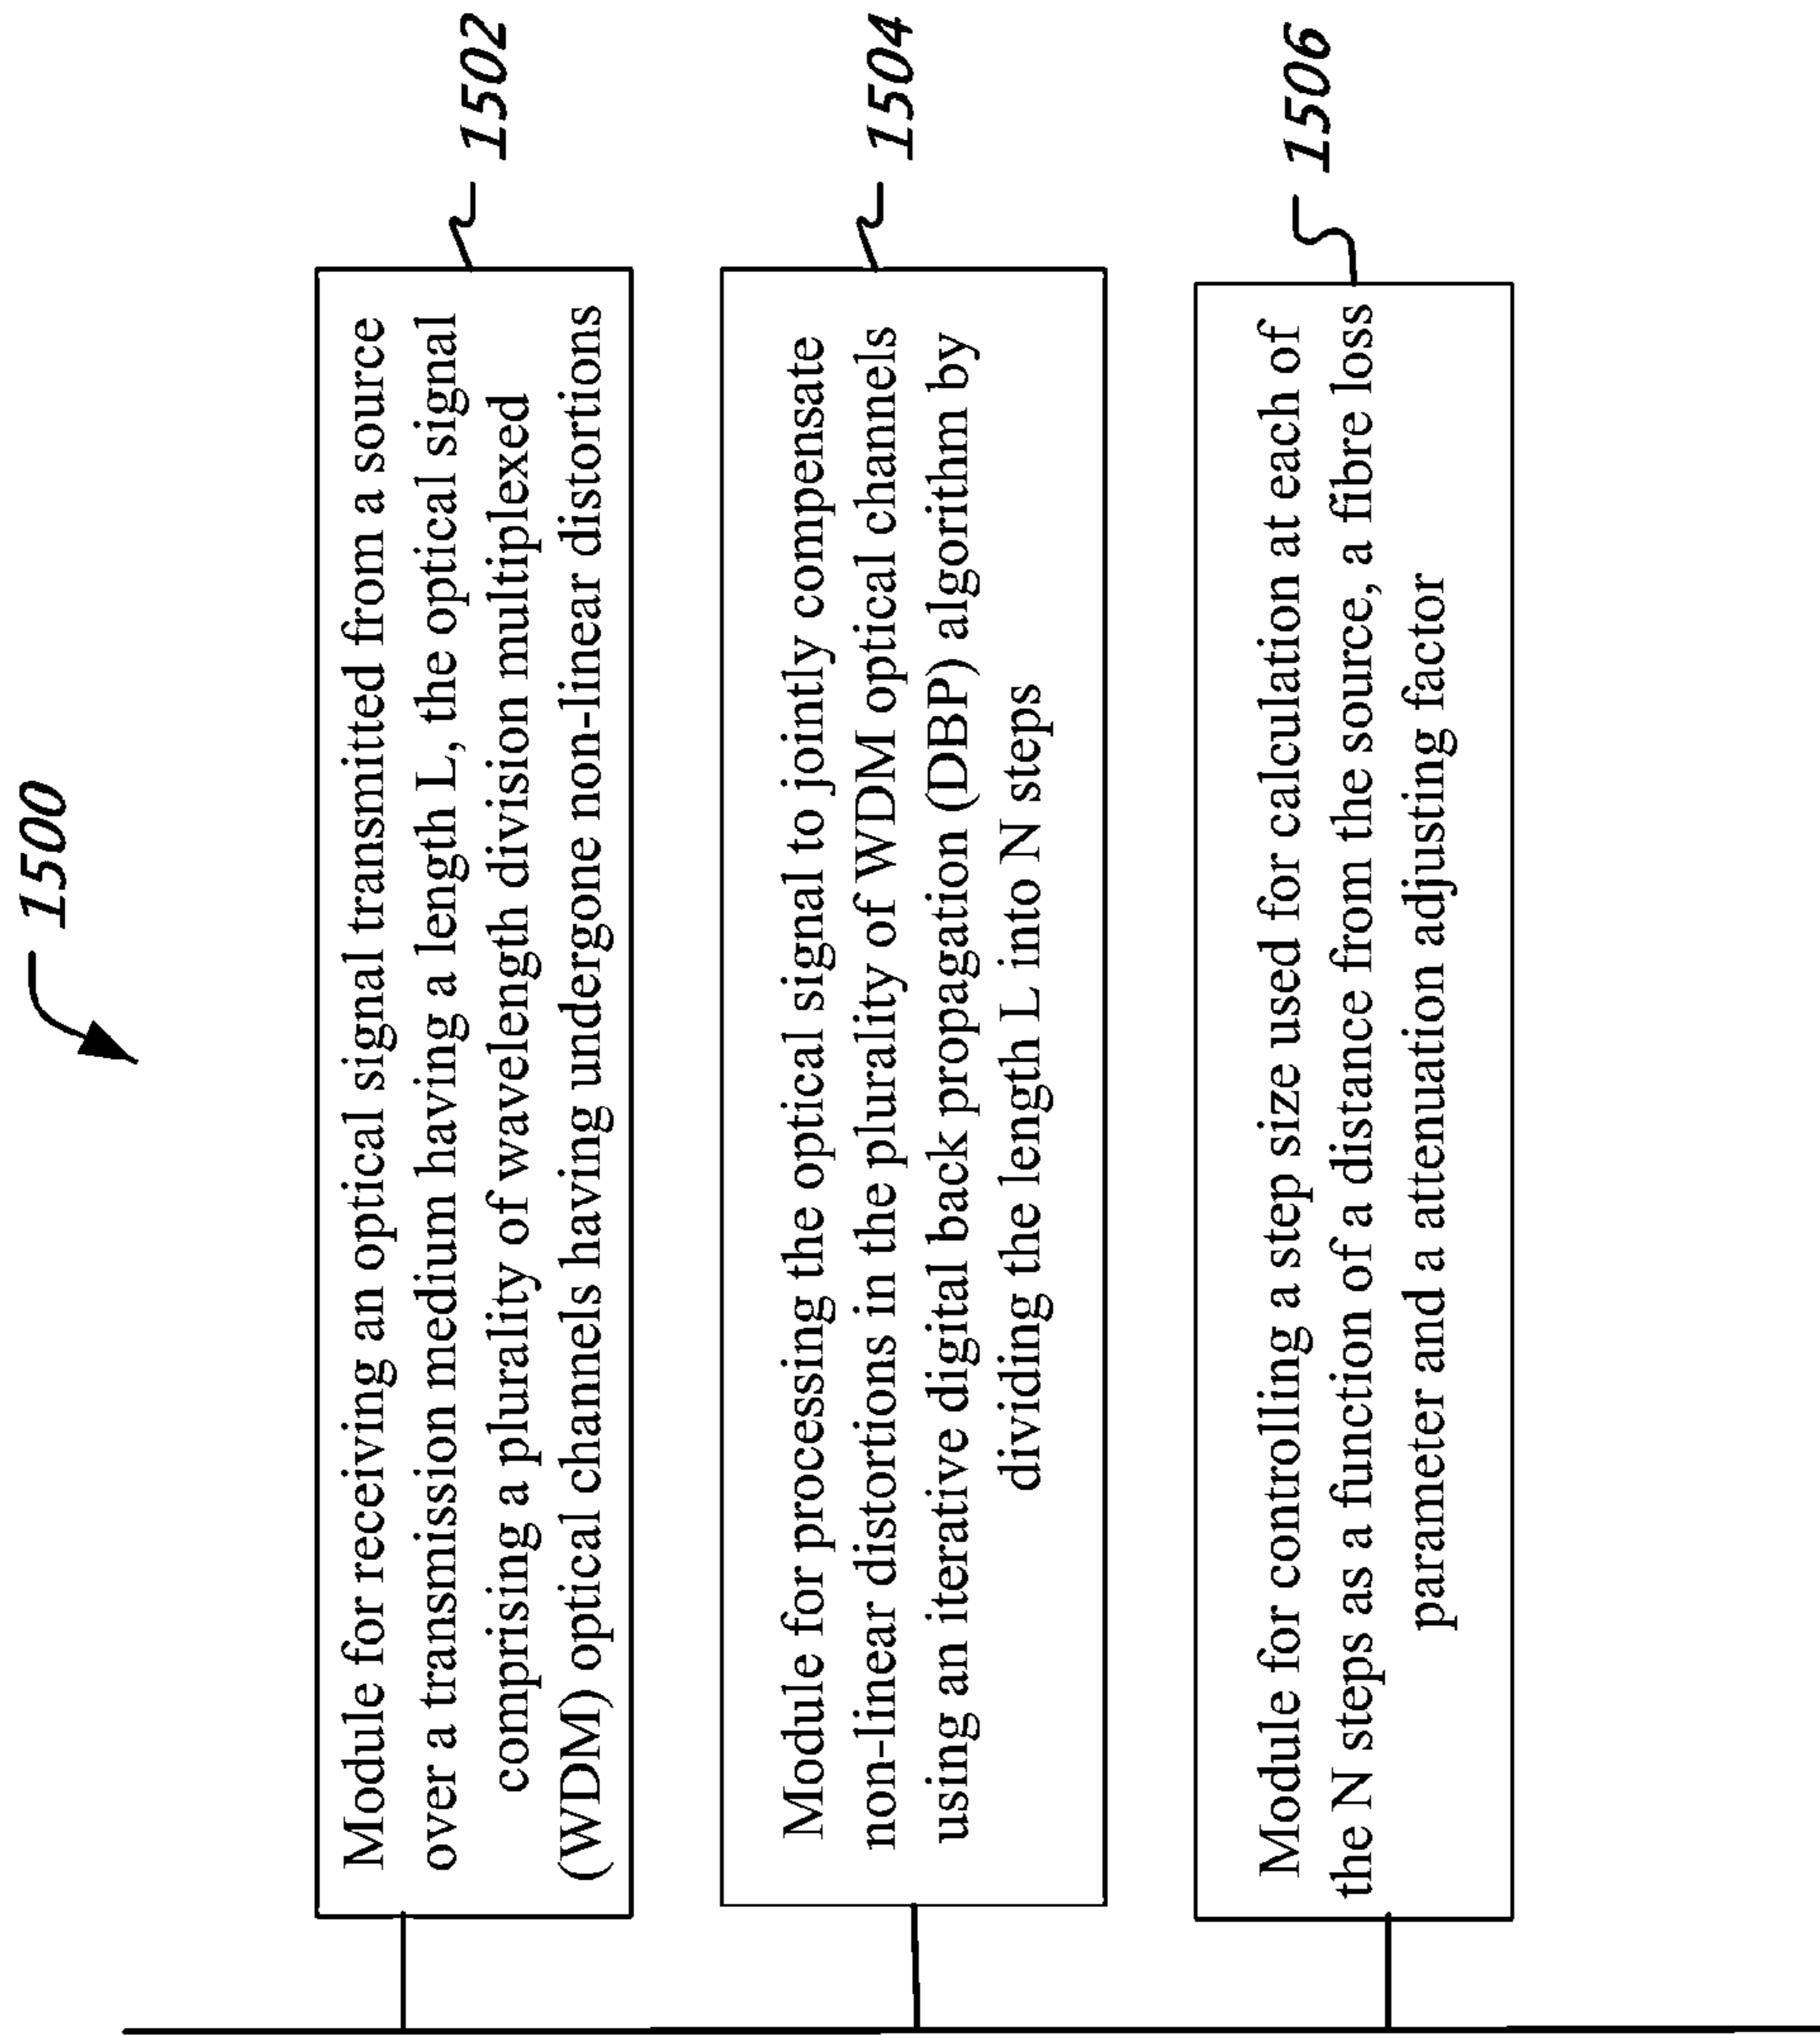 1500
Module for receiving an optical signal transmitted from a source
over a transmission medium having a length L, the optical signal
comprising a plurality of wavelength division multiplexed
(WDM) optical channels having undergone non-linear distortions
1502
Module for processing the optical signal to jointly compensate
non-linear distortions in the plurality of WDM optical channels
using an iterative digital back propagation (DBP) algorithm by
dividing the length L into N steps
1504
Module for controlling a step size used for calculation at each of
the N steps as a function of a distance from the source, a fibre loss
parameter and a attenuation adjusting factor
1506